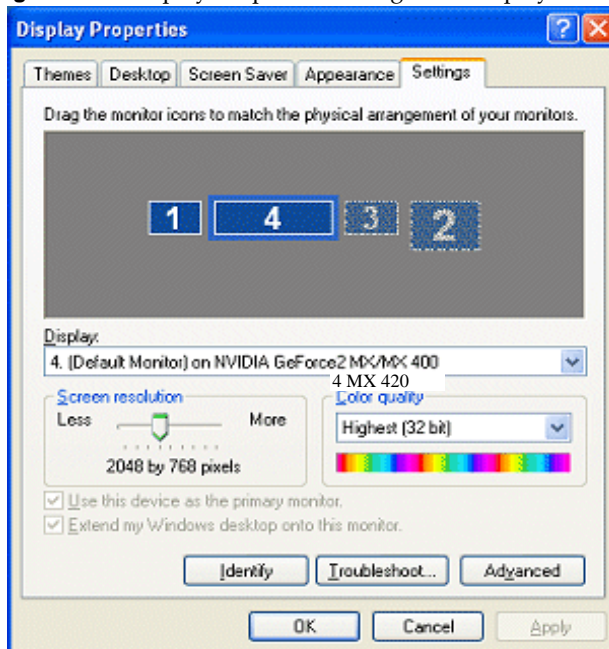 Display Properties
Themes Desktop Screen Saver Appearance Settings
Drag the monitor icons to match the physical arrangement of your monitors.
1 4 3 2
Display:
4. (Default Monitor) on NVIDIA GeForce2 MX/MX 400
4 MX 420
Screen resolution
Less More
2048 by 768 pixels
Color quality
Highest (32 bit)
Use this device as the primary monitor.
Extend my Windows desktop onto this monitor.
Identify Troubleshoot... Advanced
OK Cancel Apply